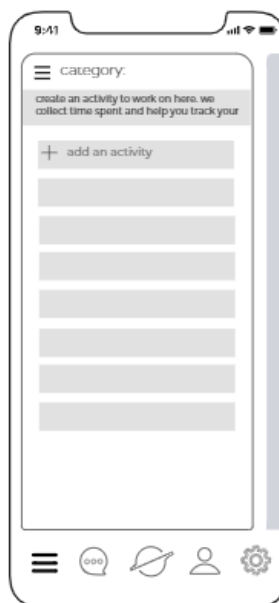 9:41
category:
create an activity to work on here. we
collect time spent and help you track your
+ add an activity